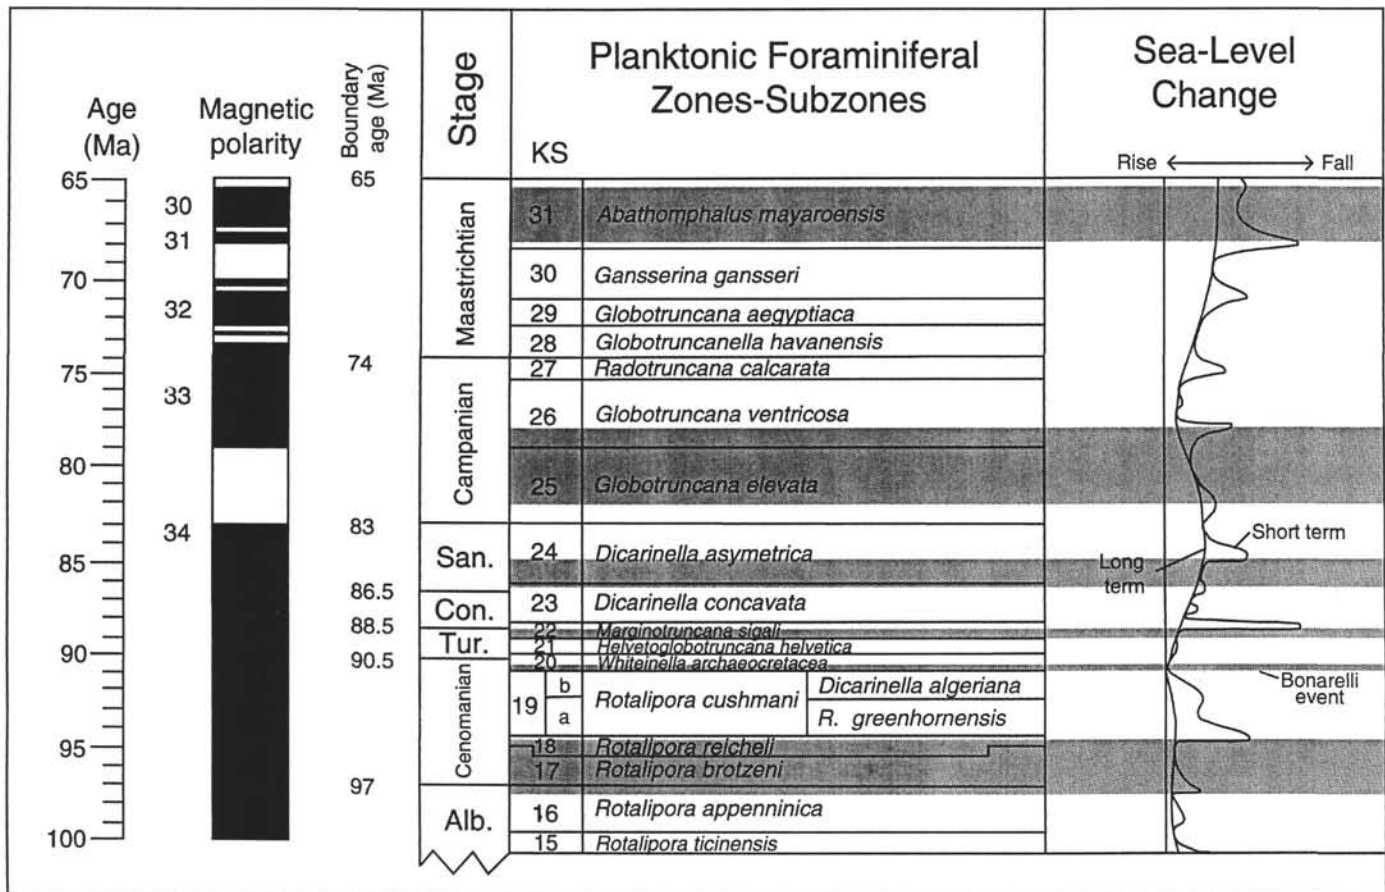 Age
(Ma)
Magnetic
polarity
Boundary
age (Ma)
Stage
Planktonic Foraminiferal
Zones-Subzones
KS
Sea-Level
Change
Rise
Fall
65
70
75
80
85
90
95
100
30
31
32
33
34
65
74
83
86.5
88.5
90.5
97
Maastrichtian
Campanian
San.
Con.
Tur.
Cenomanian
Alb.
31 Abathomphalus mayaroensis
30 Gansserina gansseri
29 Globotruncana aegyptiaca
28 Globotruncanella havanensis
27 Radotruncana calcarata
26 Globotruncana ventricosa
25 Globotruncana elevata
24 Dicarinella asymetrica
23 Dicarinella concavata
22 Marginotruncana sigali
21 Helvetoglobotruncana helvetica
20 Whiteinella archaeocretacea
19 b a Rotalipora cushmani
Dicarinella algeriana
R. greenhornensis
18 Rotalipora reicheli
17 Rotalipora brotzeni
16 Rotalipora appenninica
15 Rotalipora ticinensis
Short term
Long
term
Bonarelli
event